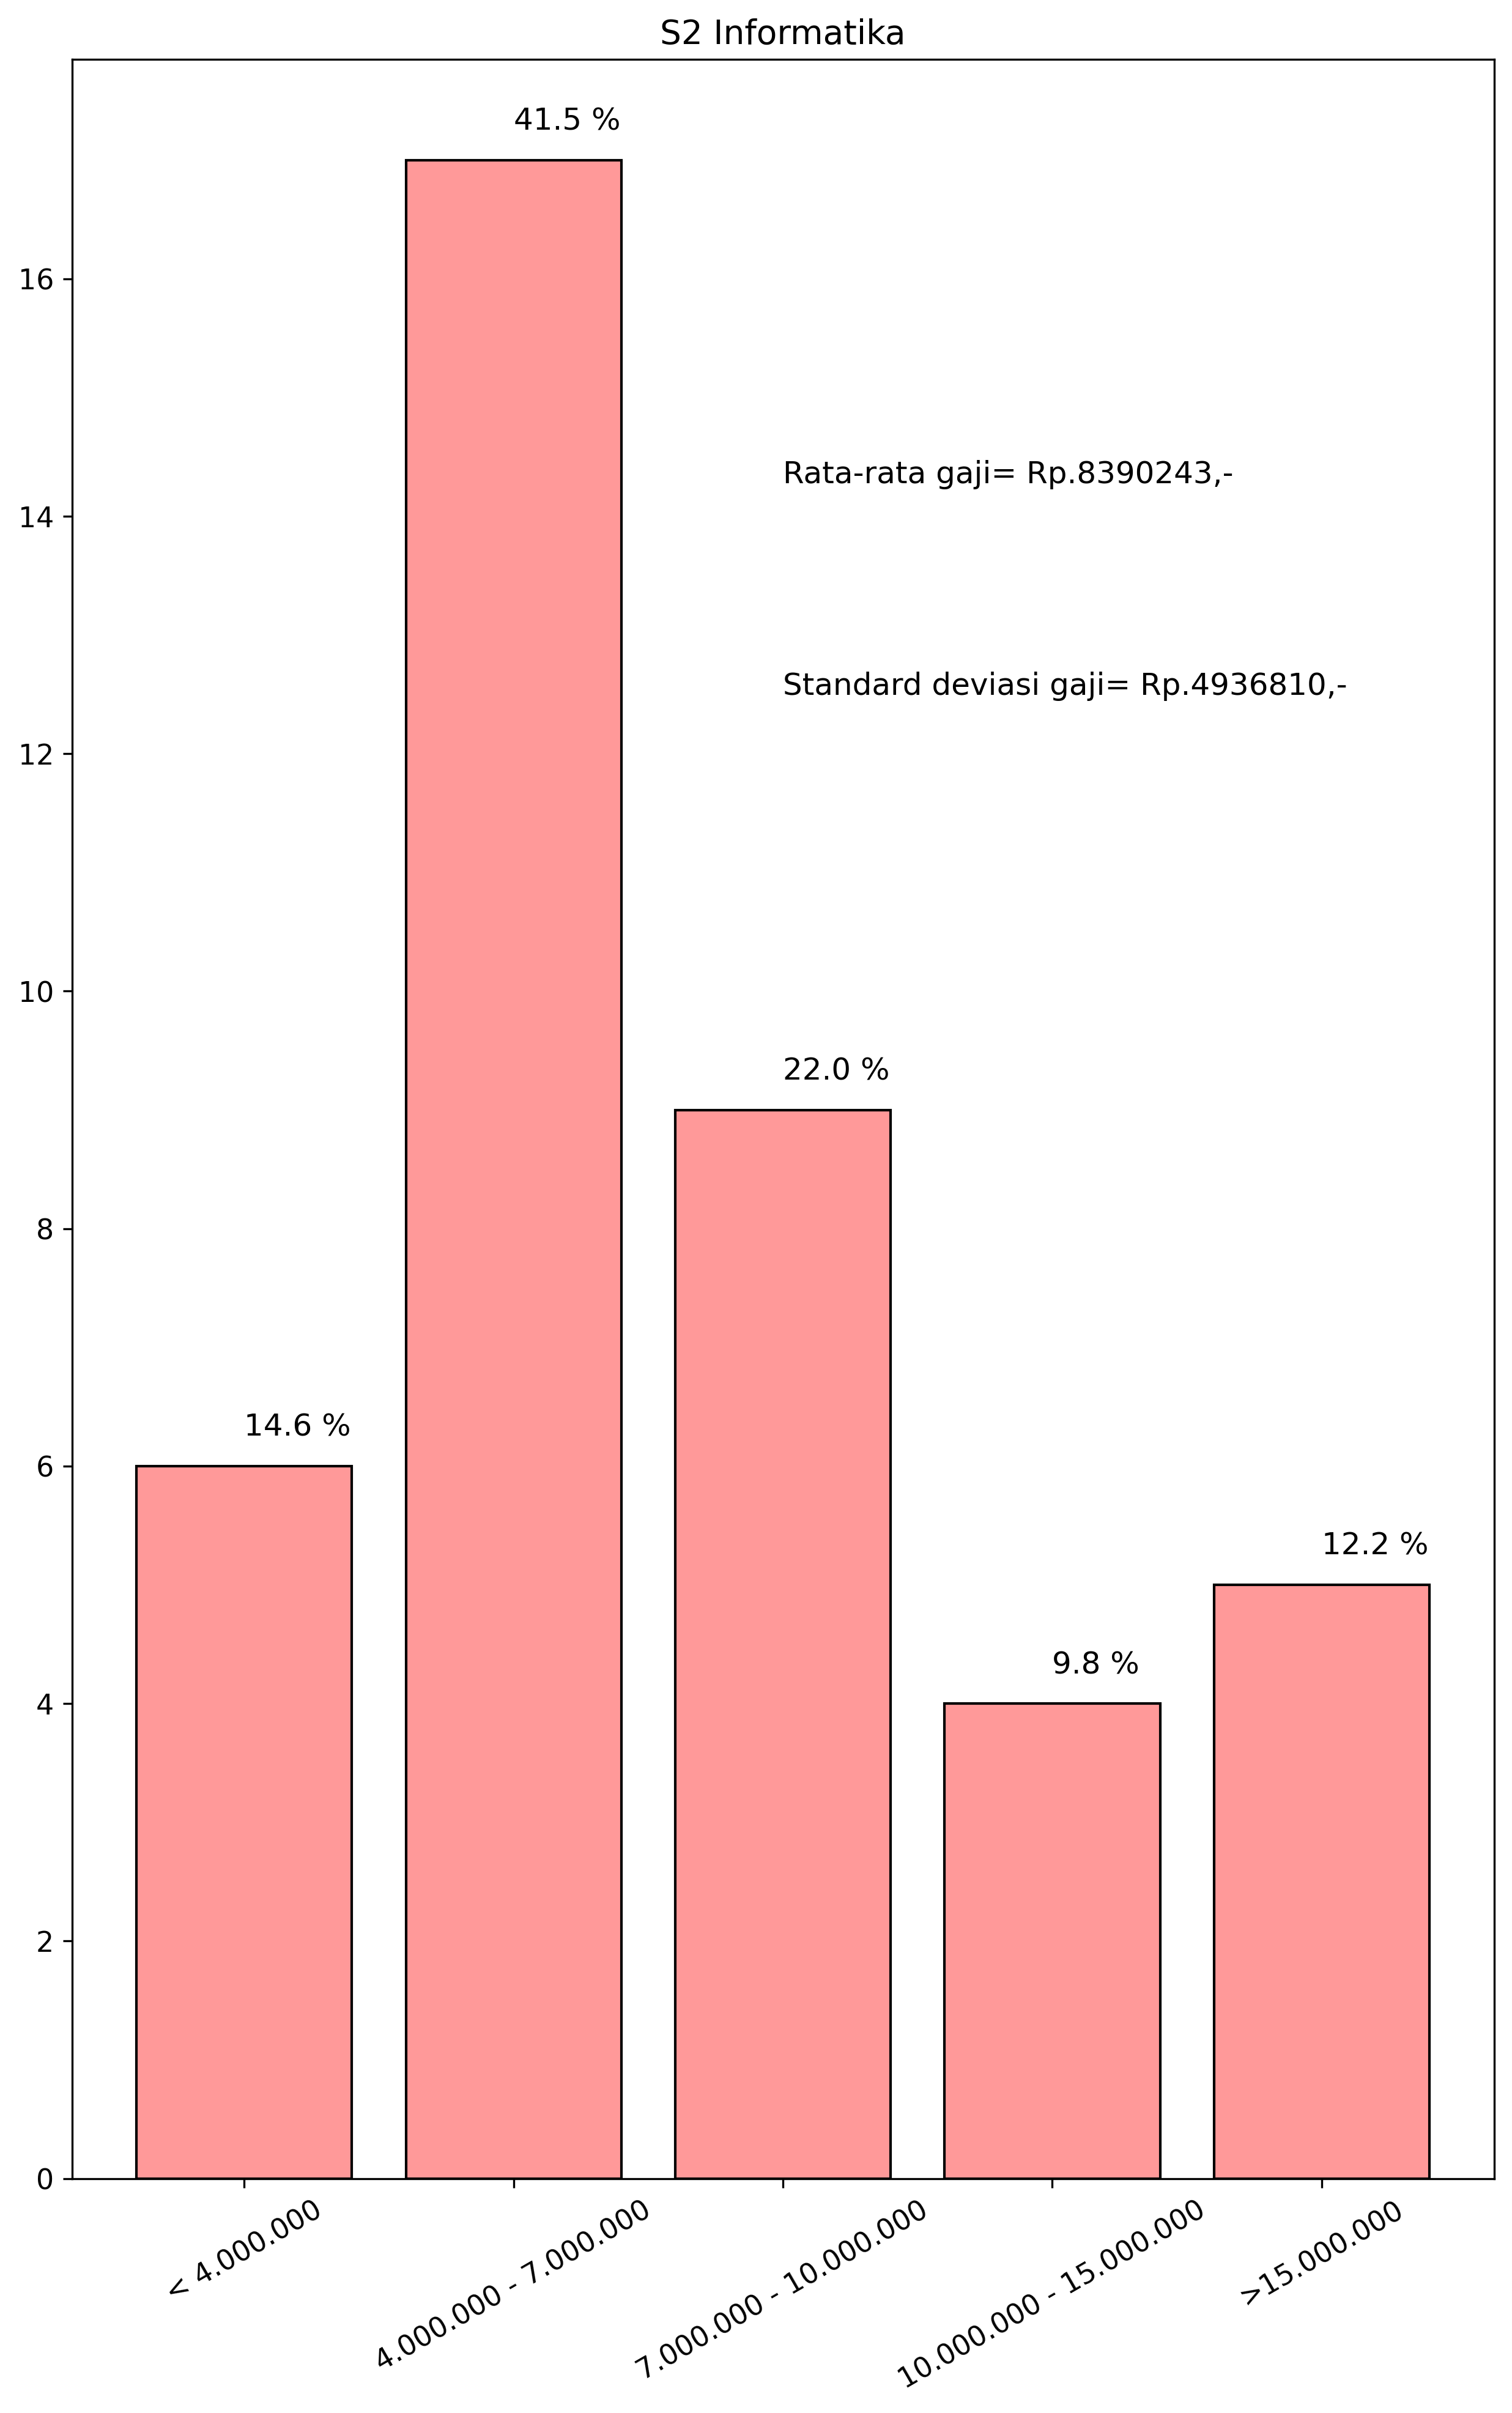 S2 Informatika
41.5 %
16
Rata-rata gaji= Rp.8390243,-
14
Standard deviasi gaji= Rp.4936810,-
12
10
22.0 %
8
14.6 %
6
12.2 %
9.8 %
4
2
0
< 4.000.000
4.000.000 - 7.000.000
7.000.000 - 10.000.000
10.000.000 - 15.000.000
>15.000.000